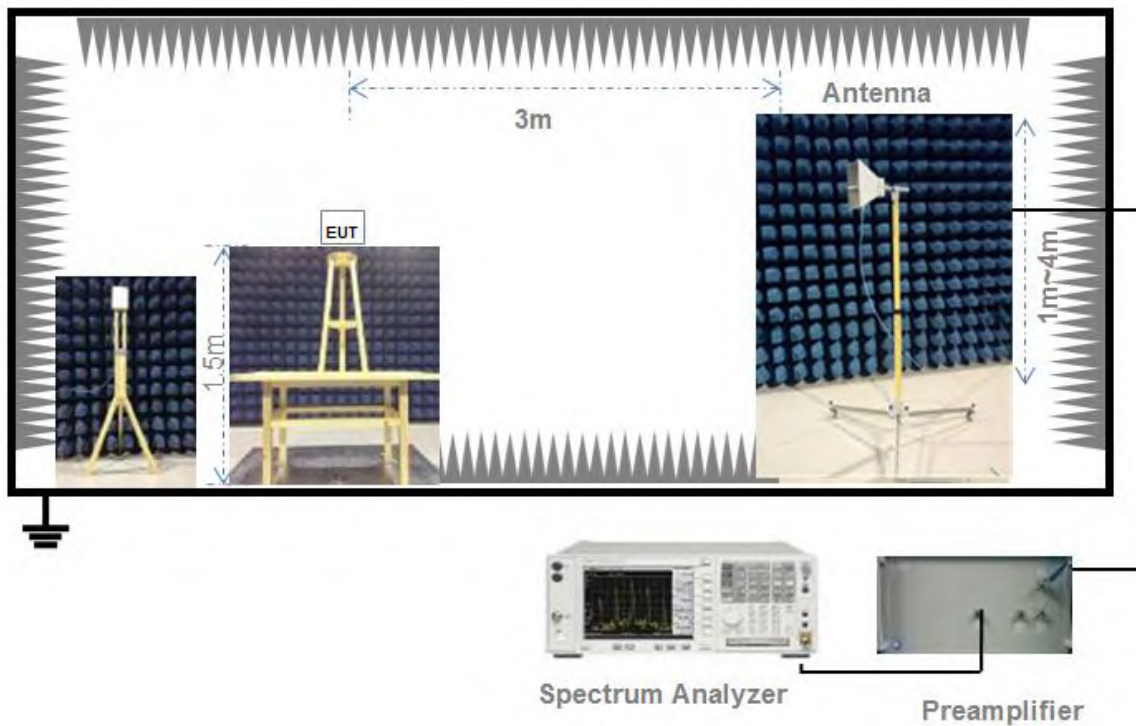 Antenna
3m
EUT
1.5m
1m~4m
Spectrum Analyzer
Preamplifier